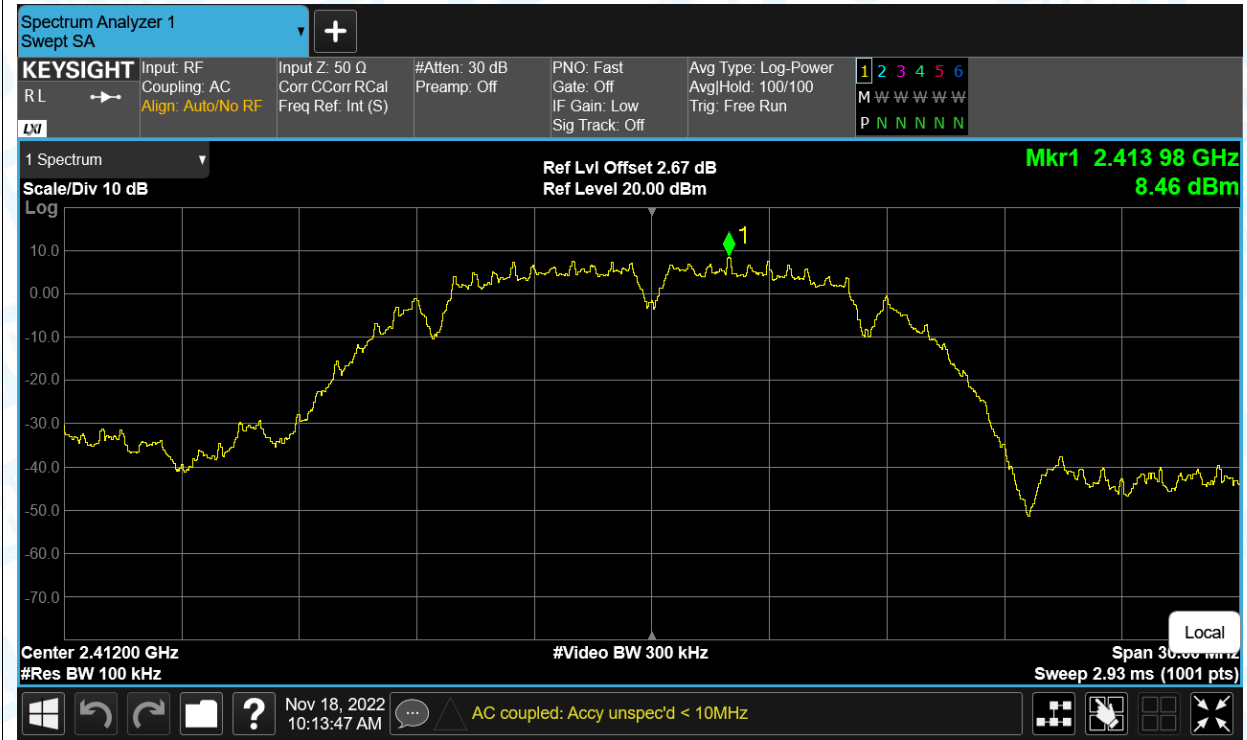 Spectrum Analyzer 1
Swept SA
+
KEYSIGHT Input: RF Input Z: 50 Ω #Atten: 30 dB PNO: Fast Avg Type: Log-Power 1 2 3 4 5 6
R L Coupling: AC Corr CCorr RCal Preamp: Off Gate: Off Avg|Hold: 100/100 M W W W W W W
Align: Auto/No RF Freq Ref: Int (S) IF Gain: Low Trig: Free Run
LXI Sig Track: Off P N N N N N N
1 Spectrum
Ref Lvl Offset 2.67 dB Mkr1 2.413 98 GHz
Scale/Div 10 dB Ref Level 20.00 dBm 8.46 dBm
Log
1
10.0
0.00
-10.0
-20.0
-30.0
-40.0
-50.0
-60.0
-70.0
Local
Center 2.41200 GHz #Video BW 300 kHz Span 30.00 MHz
#Res BW 100 kHz Sweep 2.93 ms (1001 pts)
? Nov 18, 2022
10:13:47 AM AC coupled: Accy unspec'd < 10MHz